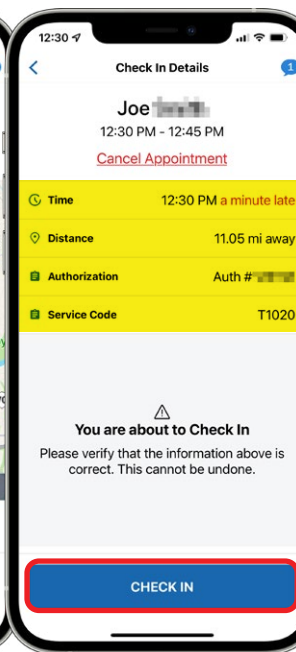 12:30
Check In Details
1
Joe
12:30 PM - 12:45 PM
Cancel Appointment
Time 12:30 PM a minute late
Distance 11.05 mi away
Authorization Auth #
Service Code T1020
You are about to Check In
Please verify that the information above is
correct. This cannot be undone.
CHECK IN